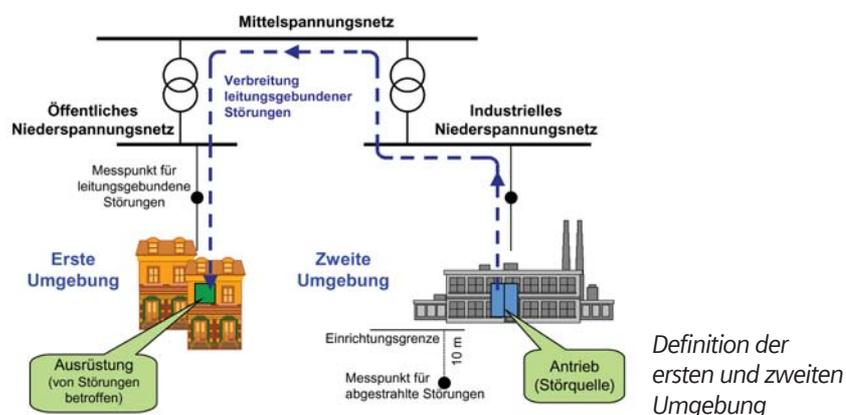 Mittelspannungsnetz
Verbreitung
leitungsgebundener
Störungen
Öffentliches
Niederspannungsnetz
Industrielles
Niederspannungsnetz
Messpunkt für
leitungsgebundene
Störungen
Erste
Umgebung
Zweite
Umgebung
Einrichtungsgrenze
10 m
Messpunkt für
abgestrahlte Störungen
Ausrüstung
(von Störungen
betroffen)
Antrieb
(Störquelle)
Definition der
ersten und zweiten
Umgebung